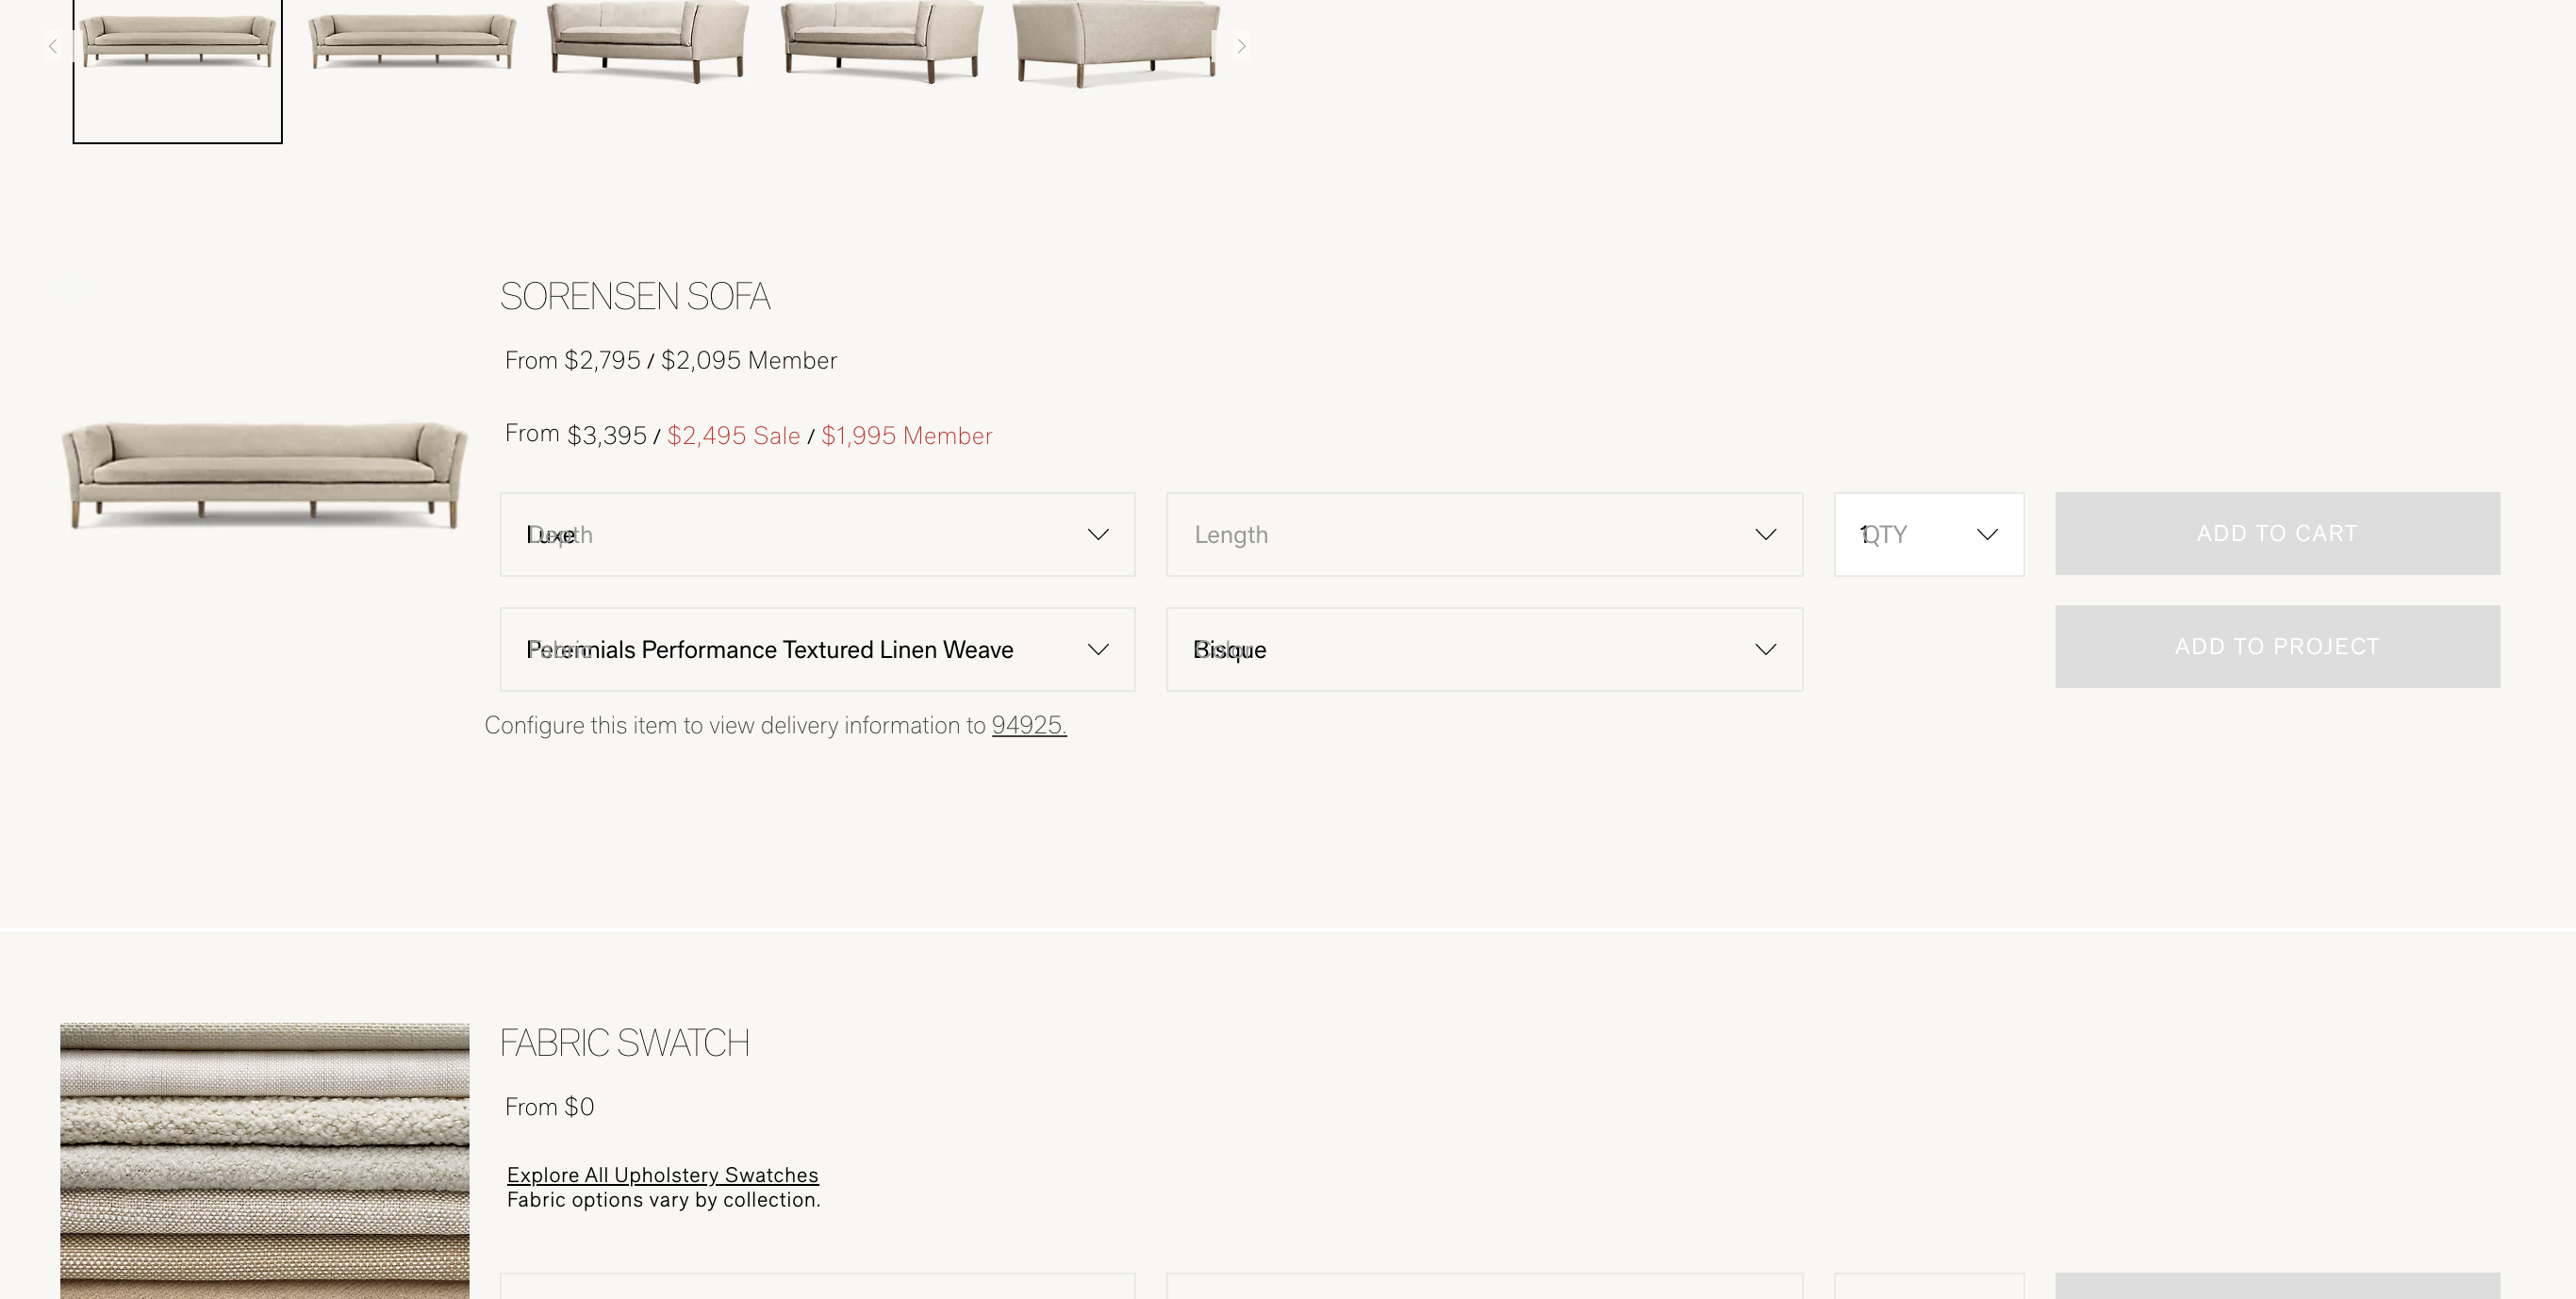 SORENSEN SOFA
From $2,795 / $2,095 Member
From $3,395 / $2,495 Sale / $1,995 Member
Luxe Depth
Length
1 QTY
ADD TO CART
Perennials Performance Textured Linen Weave
Bisque
ADD TO PROJECT
Configure this item to view delivery information to 94925.
FABRIC SWATCH
From $0
Explore All Upholstery Swatches
Fabric options vary by collection.